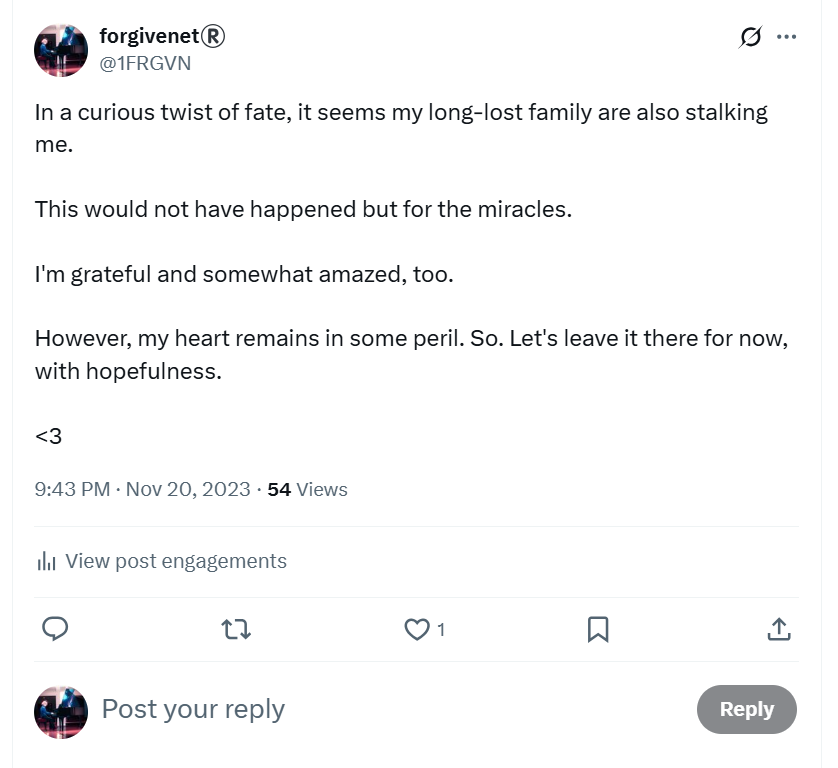 forgivenet®
@1FRGVN
In a curious twist of fate, it seems my long-lost family are also stalking
me.
This would not have happened but for the miracles.
I'm grateful and somewhat amazed, too.
However, my heart remains in some peril. So. Let's leave it there for now,
with hopefulness.
<3
9:43 PM · Nov 20, 2023 · 54 Views
View post engagements
1
Post your reply
Reply